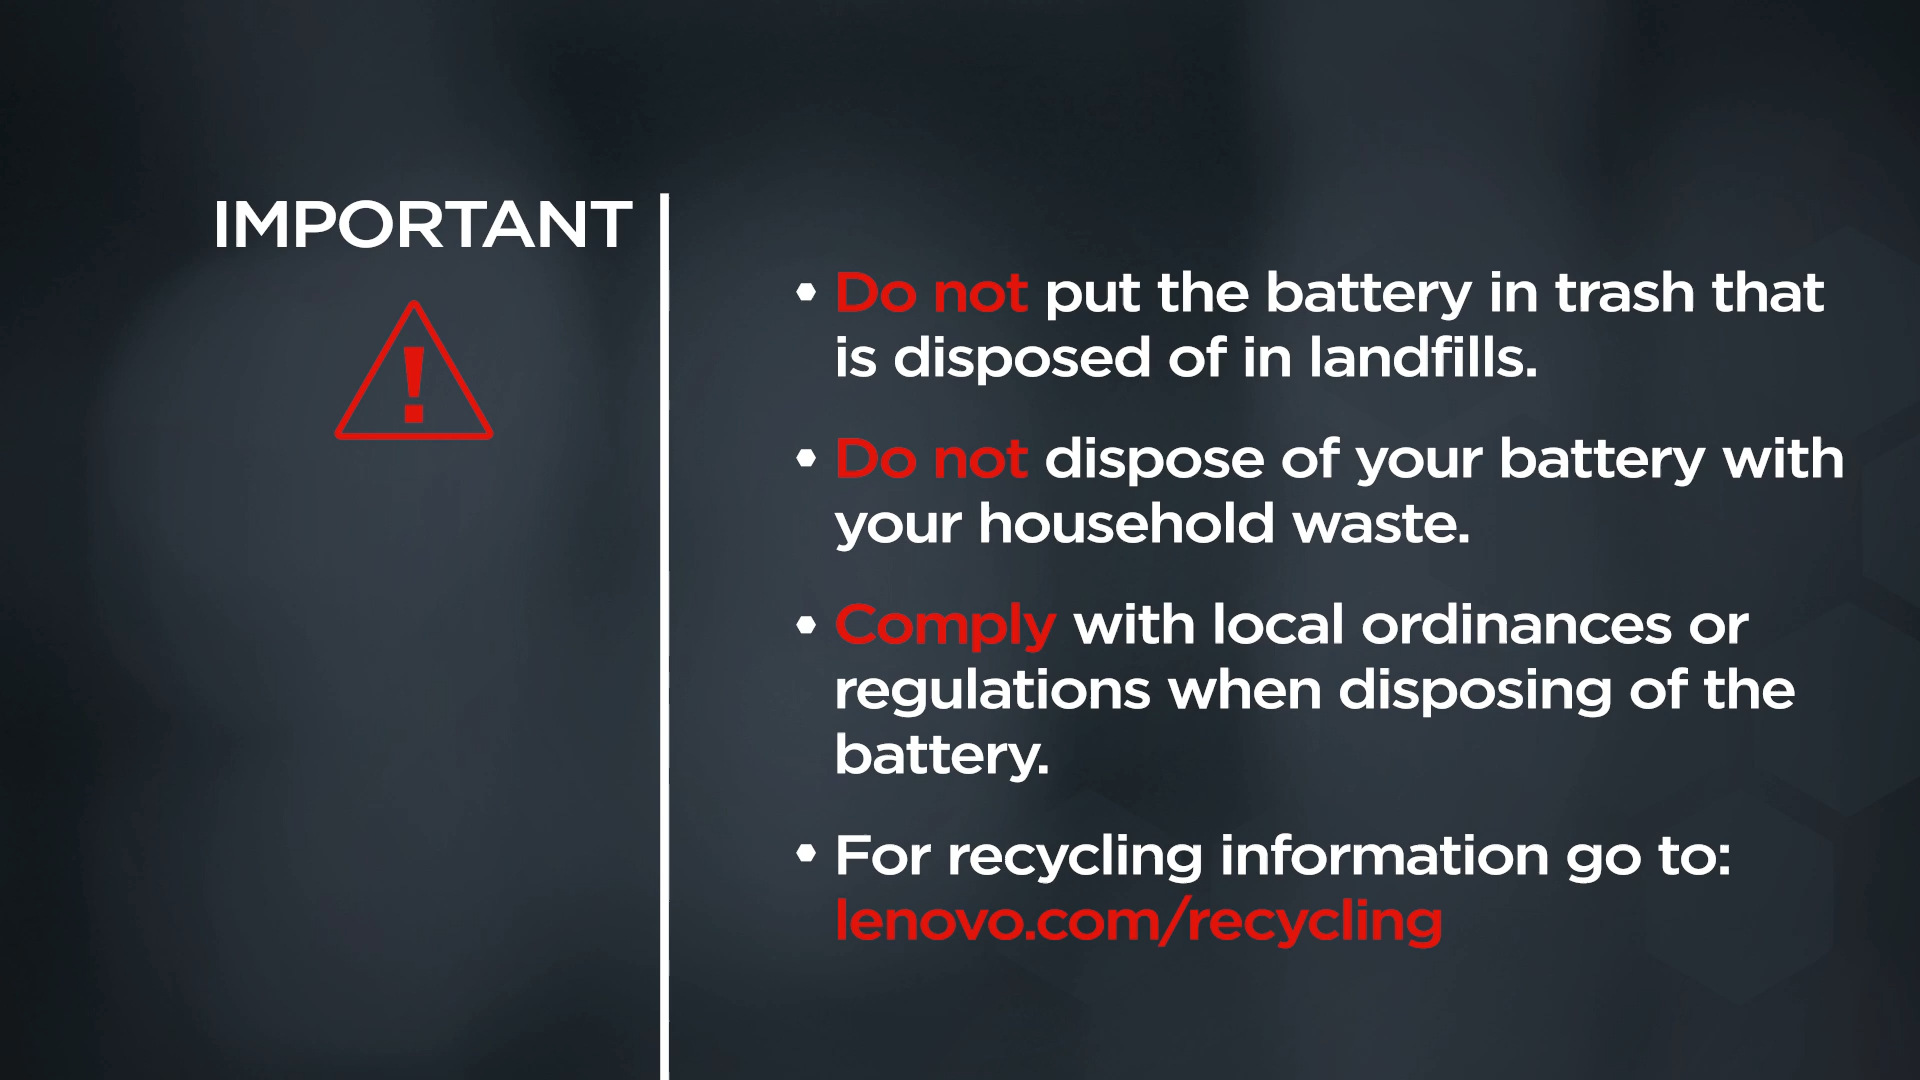 IMPORTANT
!
• Do not put the battery in trash that
is disposed of in landfills.
• Do not dispose of your battery with
your household waste.
• Comply with local ordinances or
regulations when disposing of the
battery.
• For recycling information go to:
lenovo.com/recycling